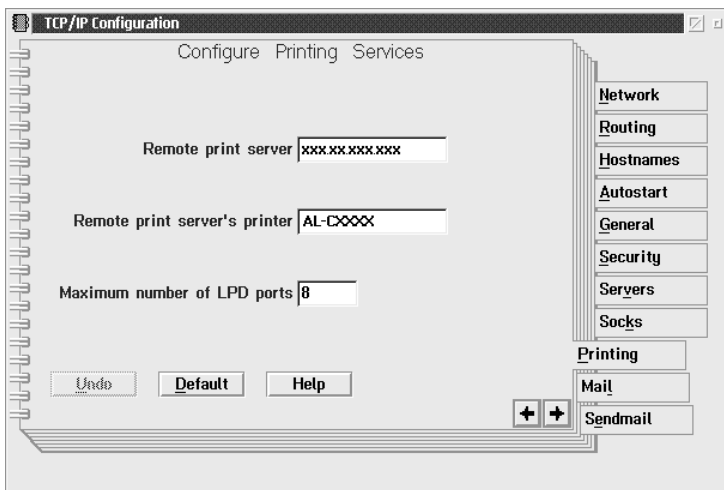 TCP/IP Configuration
Configure Printing Services
Network
Routing
Remote print server xxx.xx.xxx.xxx
Hostnames
Autostart
Remote print server's printer AL-CXXXX
General
Security
Maximum number of LPD ports 8
Servers
Socks
Printing
Undo Default Help
Mail
Sendmail